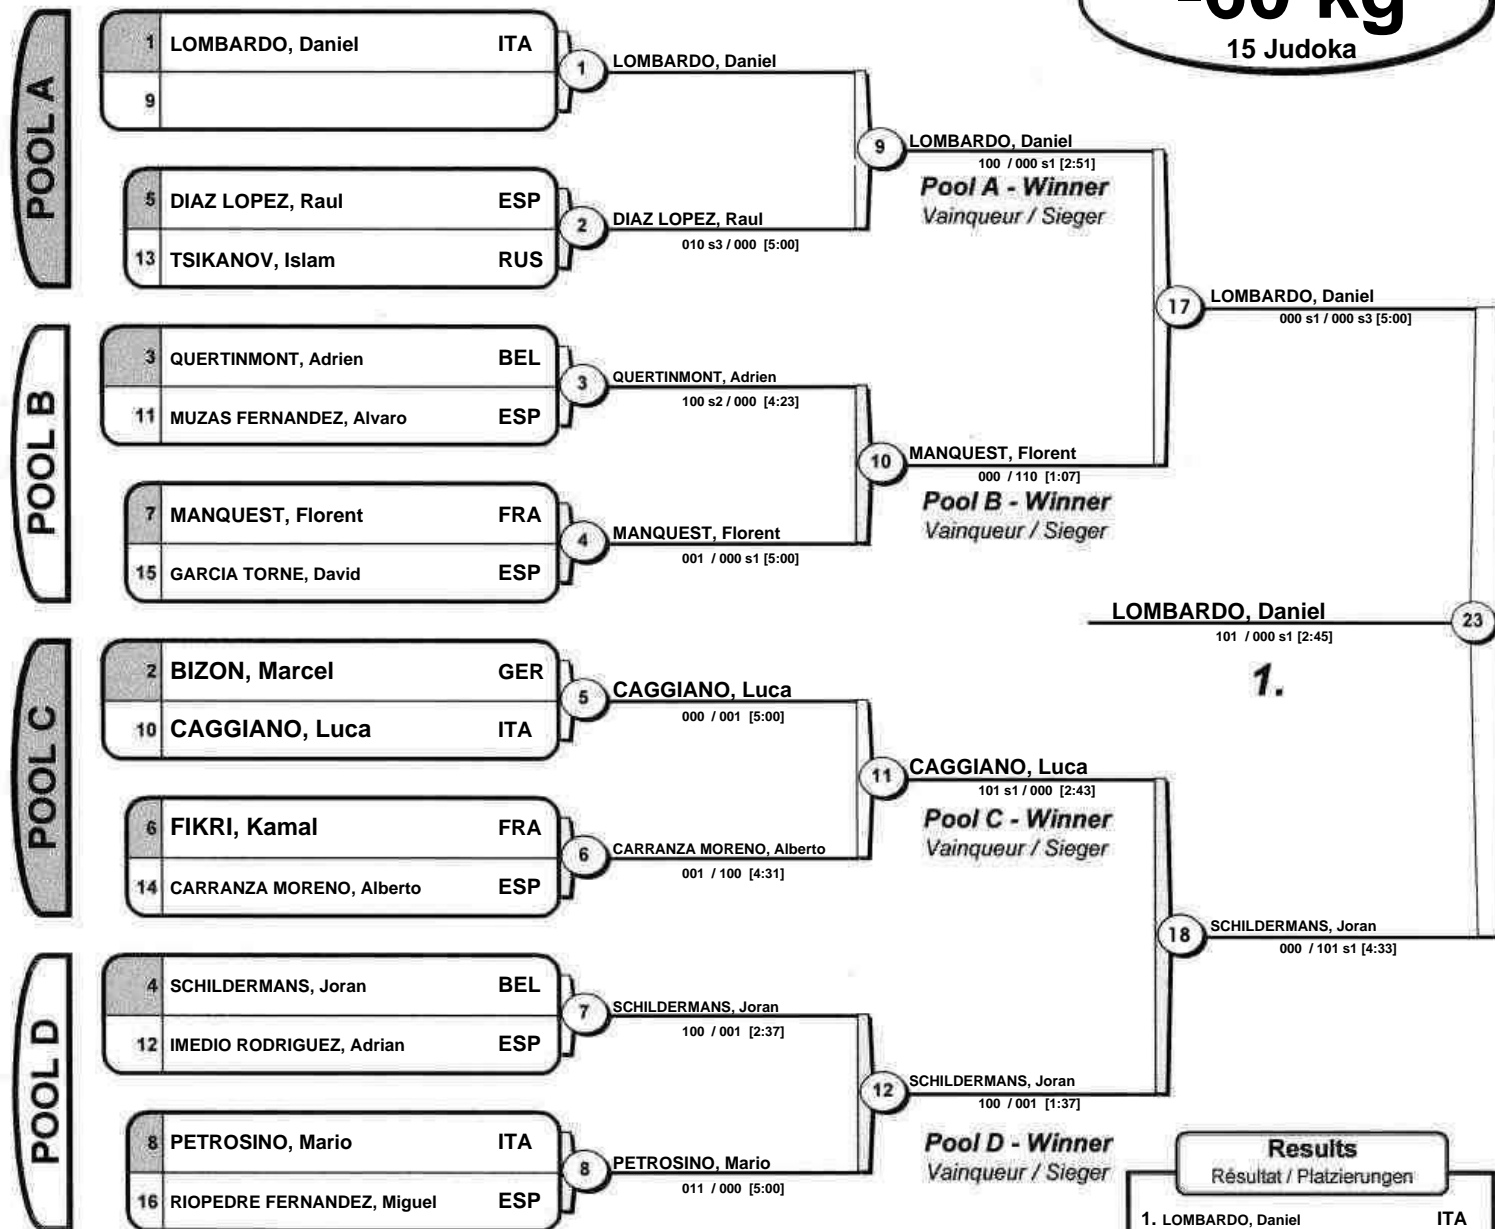 -60 kg
15 Judoka
POOL A
1 LOMBARDO, Daniel ITA
9
1 LOMBARDO, Daniel
5 DIAZ LOPEZ, Raul ESP
13 TSIKANOV, Islam RUS
2 DIAZ LOPEZ, Raul
010 s3 / 000 [5:00]
9 LOMBARDO, Daniel
100 / 000 s1 [2:51]
Pool A - Winner
Vainqueur / Sieger
POOL B
3 QUERTINMONT, Adrien BEL
11 MUZAS FERNANDEZ, Alvaro ESP
3 QUERTINMONT, Adrien
100 s2 / 000 [4:23]
7 MANQUEST, Florent FRA
15 GARCIA TORNE, David ESP
4 MANQUEST, Florent
001 / 000 s1 [5:00]
10 MANQUEST, Florent
000 / 110 [1:07]
Pool B - Winner
Vainqueur / Sieger
17 LOMBARDO, Daniel
000 s1 / 000 s3 [5:00]
LOMBARDO, Daniel 23
101 / 000 s1 [2:45]
1.
POOL C
2 BIZON, Marcel GER
10 CAGGIANO, Luca ITA
5 CAGGIANO, Luca
000 / 001 [5:00]
6 FIKRI, Kamal FRA
14 CARRANZA MORENO, Alberto ESP
6 CARRANZA MORENO, Alberto
001 / 100 [4:31]
11 CAGGIANO, Luca
101 s1 / 000 [2:43]
Pool C - Winner
Vainqueur / Sieger
POOL D
4 SCHILDERMANS, Joran BEL
12 IMEDIO RODRIGUEZ, Adrian ESP
7 SCHILDERMANS, Joran
100 / 001 [2:37]
8 PETROSINO, Mario ITA
16 RIOPEDRE FERNANDEZ, Miguel ESP
8 PETROSINO, Mario
011 / 000 [5:00]
12 SCHILDERMANS, Joran
100 / 001 [1:37]
Pool D - Winner
Vainqueur / Sieger
18 SCHILDERMANS, Joran
000 / 101 s1 [4:33]
Results
Résultat / Platzierungen
1. LOMBARDO, Daniel ITA